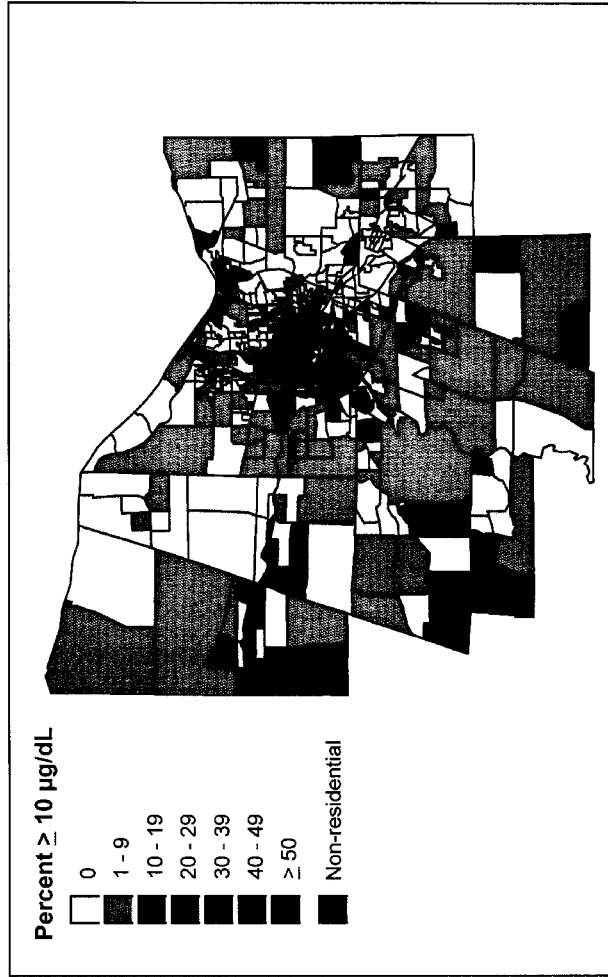 Percent ≥ 10 µg/dL
0
1 - 9
10 - 19
20 - 29
30 - 39
40 - 49
≥ 50
Non-residential